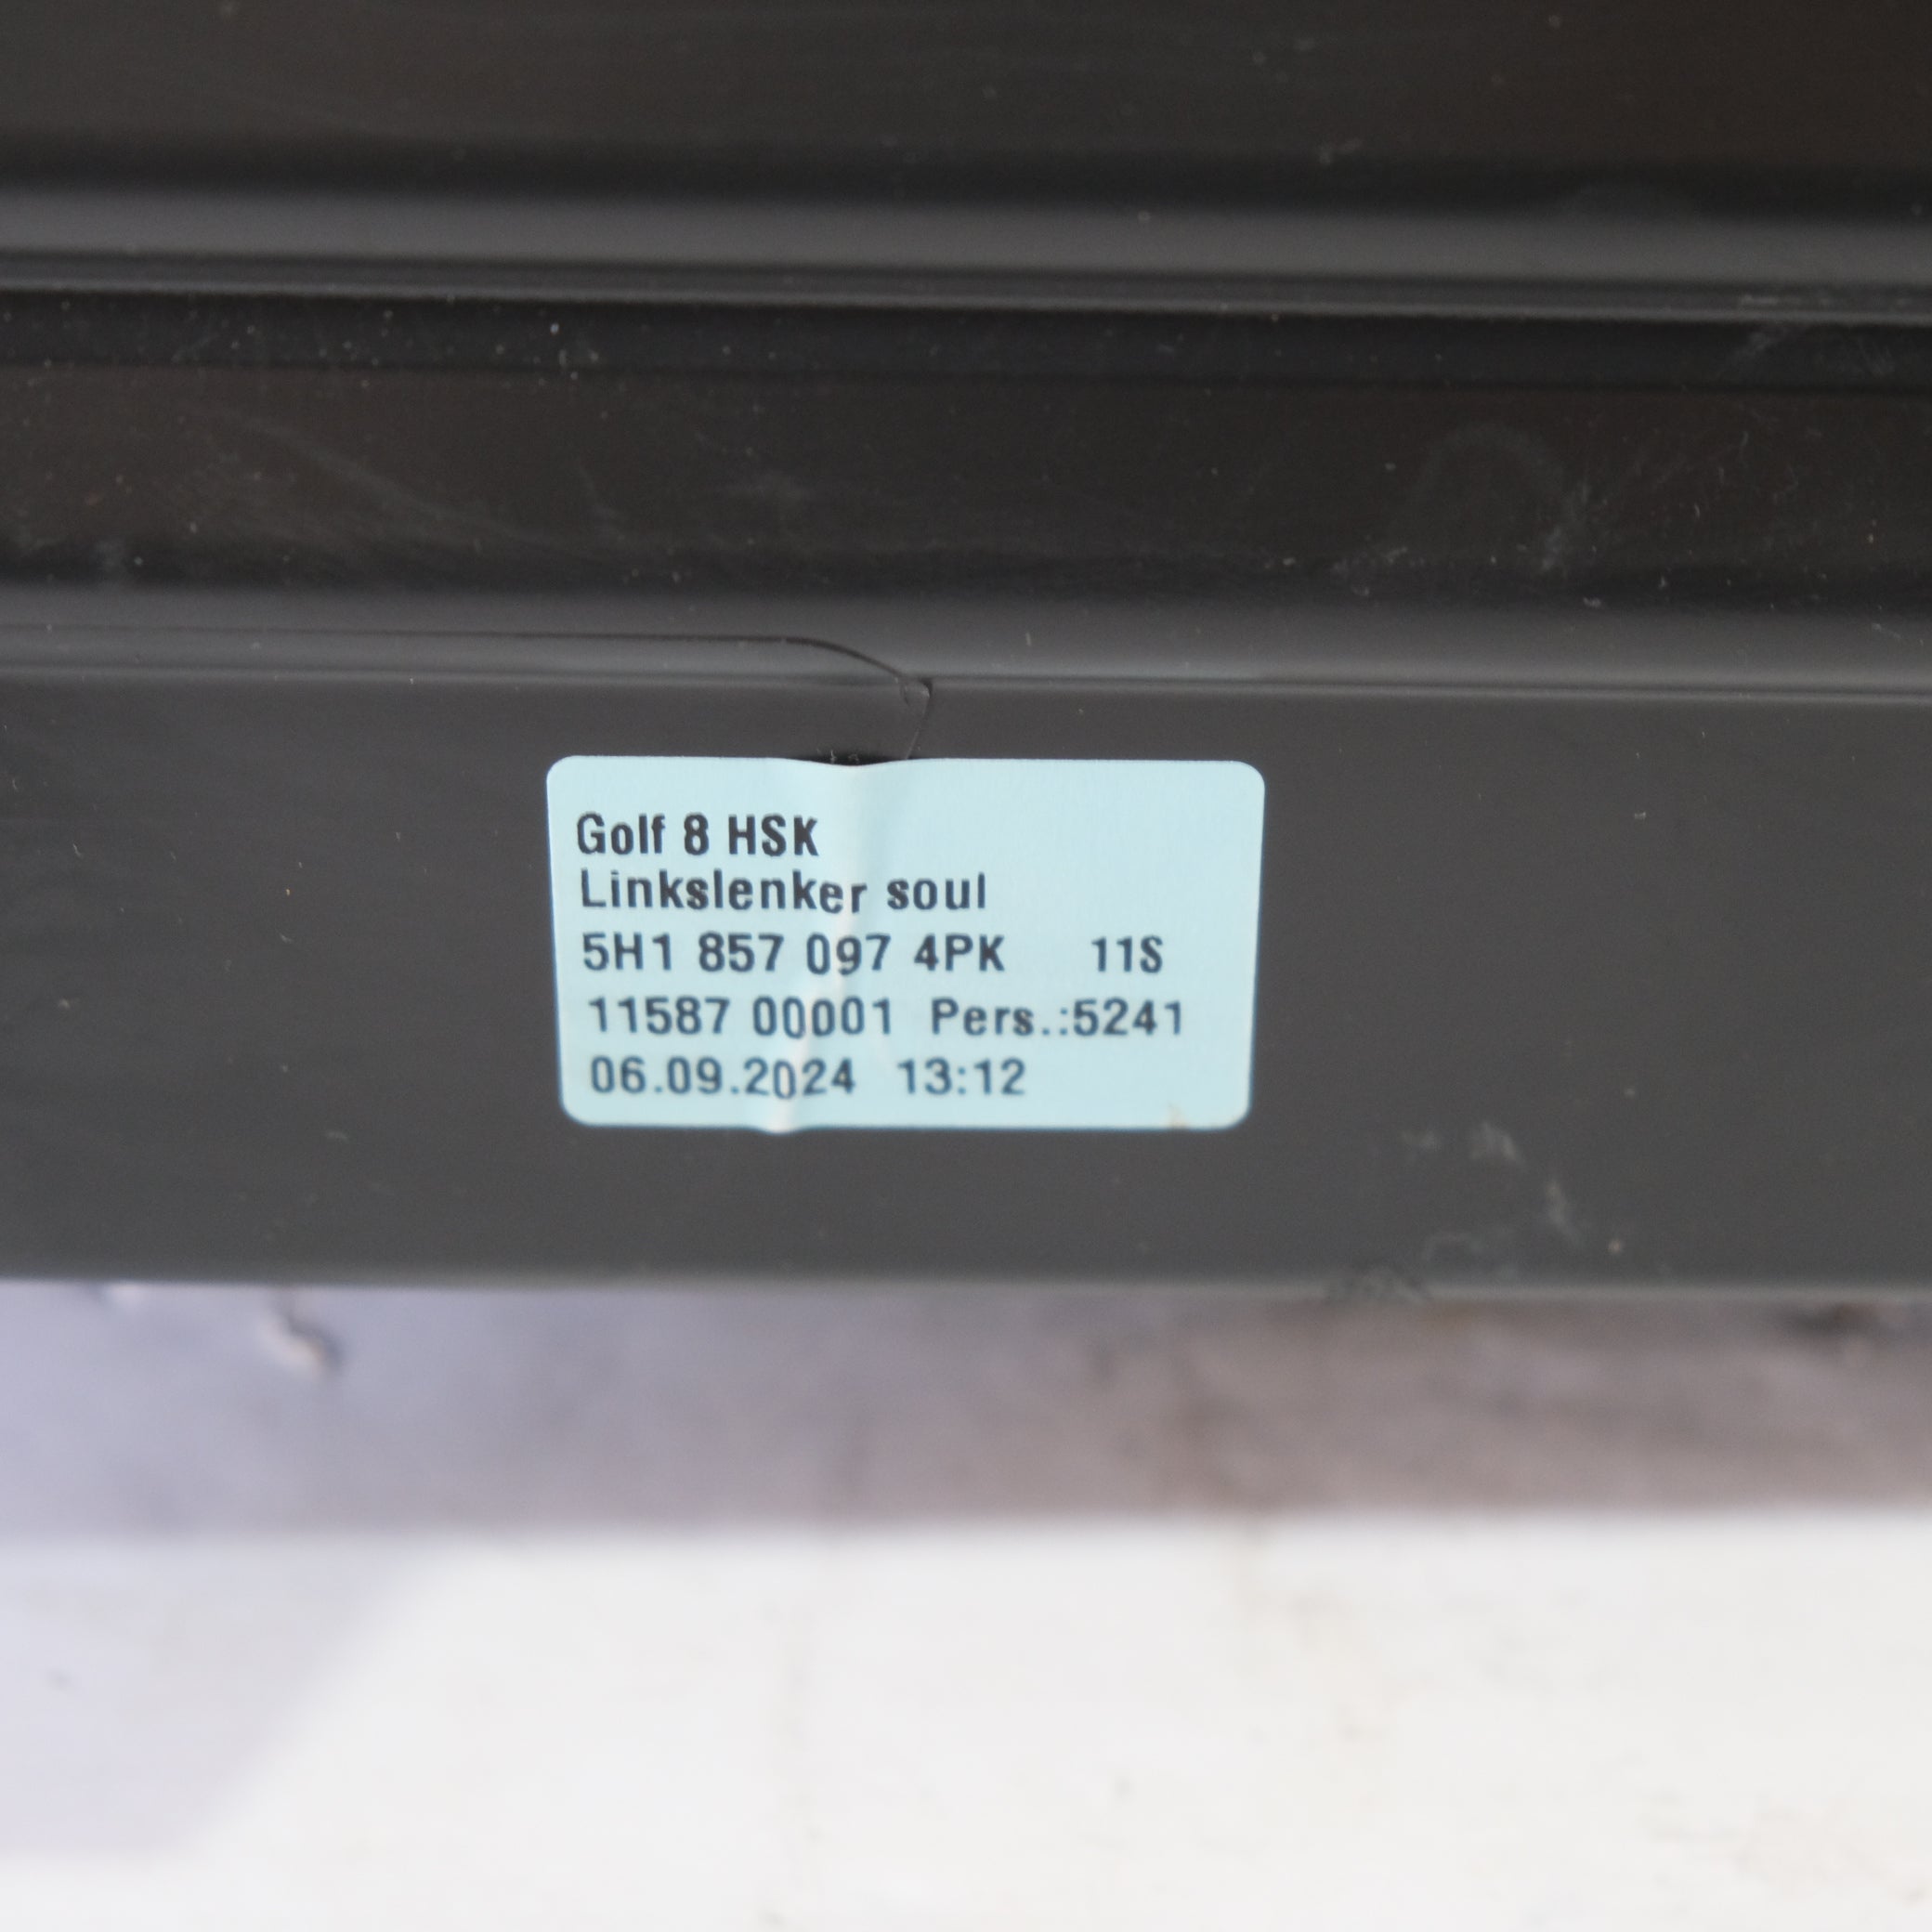 Golf 8 HSK
Linkslenker soul
5H1 857 097 4PK 11S
11587 00001 Pers.:5241
06.09.2024 13:12